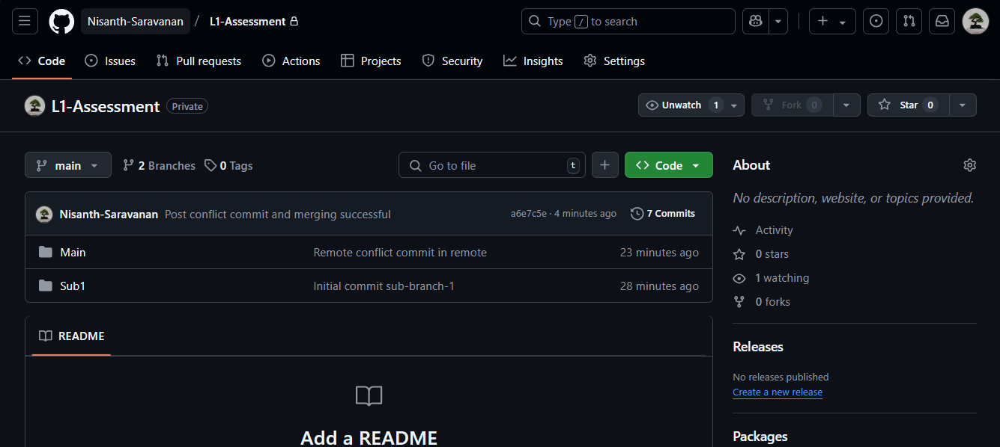 Nisanth-Saravanan / L1-Assessment
Type / to search
Code Issues Pull requests Actions Projects Security Insights Settings
L1-Assessment Private
Unwatch 1 Fork 0 Star 0
main 2 Branches 0 Tags
Go to file t
Code
About
No description, website, or topics provided.
Nisanth-Saravanan Post conflict commit and merging successful a6e7c5e · 4 minutes ago 7 Commits
Main Remote conflict commit in remote 23 minutes ago
Sub1 Initial commit sub-branch-1 28 minutes ago
Activity
0 stars
1 watching
0 forks
README
Add a README
Releases
No releases published
Create a new release
Packages